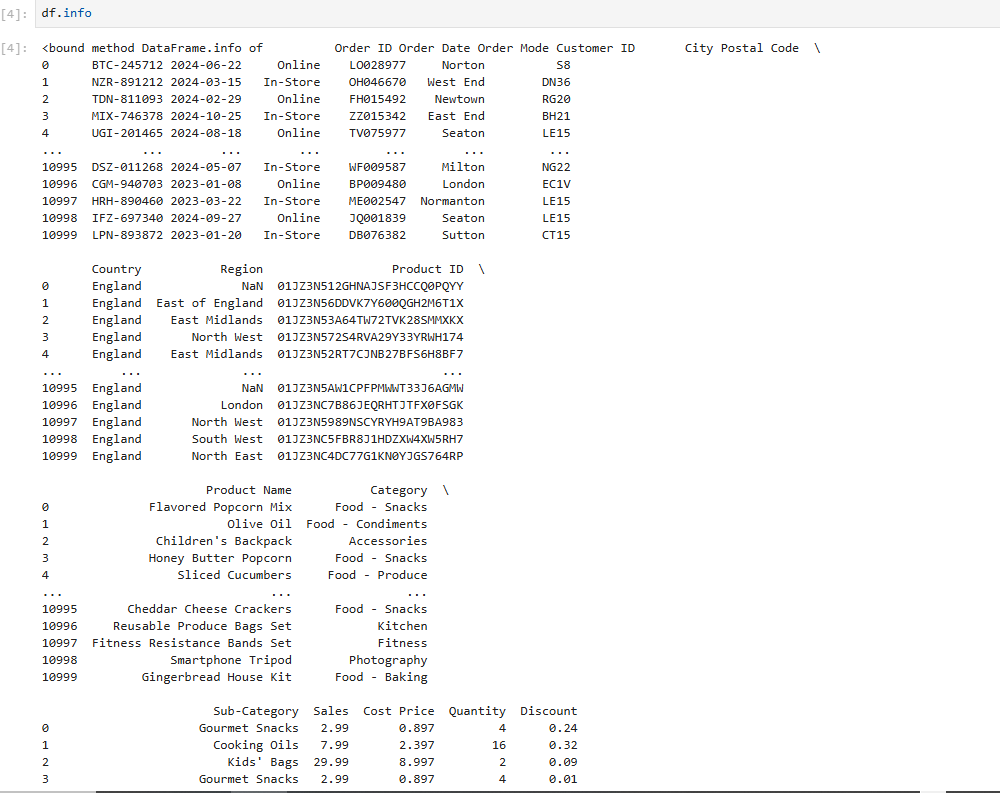 [4]: df.info
[4]: <bound method DataFrame.info of Order ID Order Date Order Mode Customer ID City Postal Code \
0 BTC-245712 2024-06-22 Online LO028977 Norton S8
1 NZR-891212 2024-03-15 In-Store OH046670 West End DN36
2 TDN-811093 2024-02-29 Online FH015492 Newtown RG20
3 MIX-746378 2024-10-25 In-Store ZZ015342 East End BH21
4 UGI-201465 2024-08-18 Online TV075977 Seaton LE15
... ... ... ... ... ... ...
10995 DSZ-011268 2024-05-07 In-Store WF009587 Milton NG22
10996 CGM-940703 2023-01-08 Online BP009480 London EC1V
10997 HRH-890460 2023-03-22 In-Store ME002547 Normanton LE15
10998 IFZ-697340 2024-09-27 Online JQ001839 Seaton LE15
10999 LPN-893872 2023-01-20 In-Store DB076382 Sutton CT15
Country Region Product ID \
0 England NaN 01JZ3N512GHNAJSF3HCCQ0PQYY
1 England East of England 01JZ3N56DDVK7Y600QGH2M6T1X
2 England East Midlands 01JZ3N53A64TW72TVK28SMMXKX
3 England North West 01JZ3N572S4RVA29Y33YRWH174
4 England East Midlands 01JZ3N52RT7CJNB27BFS6H8BF7
... ... ... ...
10995 England NaN 01JZ3N5AW1CPFPMWWT33J6AGMW
10996 England London 01JZ3NC7B86JEQRHTJTFX0FSGK
10997 England North West 01JZ3N5989NSCYRYH9AT9BA983
10998 England South West 01JZ3NC5FBR8J1HDZXW4XW5RH7
10999 England North East 01JZ3NC4DC77G1KN0YJGS764RP
Product Name Category \
0 Flavored Popcorn Mix Food - Snacks
1 Olive Oil Food - Condiments
2 Children's Backpack Accessories
3 Honey Butter Popcorn Food - Snacks
4 Sliced Cucumbers Food - Produce
... ... ...
10995 Cheddar Cheese Crackers Food - Snacks
10996 Reusable Produce Bags Set Kitchen
10997 Fitness Resistance Bands Set Fitness
10998 Smartphone Tripod Photography
10999 Gingerbread House Kit Food - Baking
Sub-Category Sales Cost Price Quantity Discount
0 Gourmet Snacks 2.99 0.897 4 0.24
1 Cooking Oils 7.99 2.397 16 0.32
2 Kids' Bags 29.99 8.997 2 0.09
3 Gourmet Snacks 2.99 0.897 4 0.01